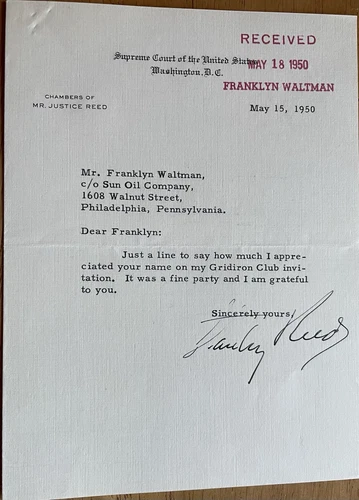 RECEIVED
Supreme Court of the United States
MAY 18 1950
Washington, D.C.
FRANKLYN WALTMAN
CHAMBERS OF
MR. JUSTICE REED
May 15, 1950
Mr. Franklyn Waltman,
c/o Sun Oil Company,
1608 Walnut Street,
Philadelphia, Pennsylvania.
Dear Franklyn:
Just a line to say how much I appre-
ciated your name on my Gridiron Club invi-
tation. It was a fine party and I am grateful
to you.
Sincerely yours,
Stanley Reed